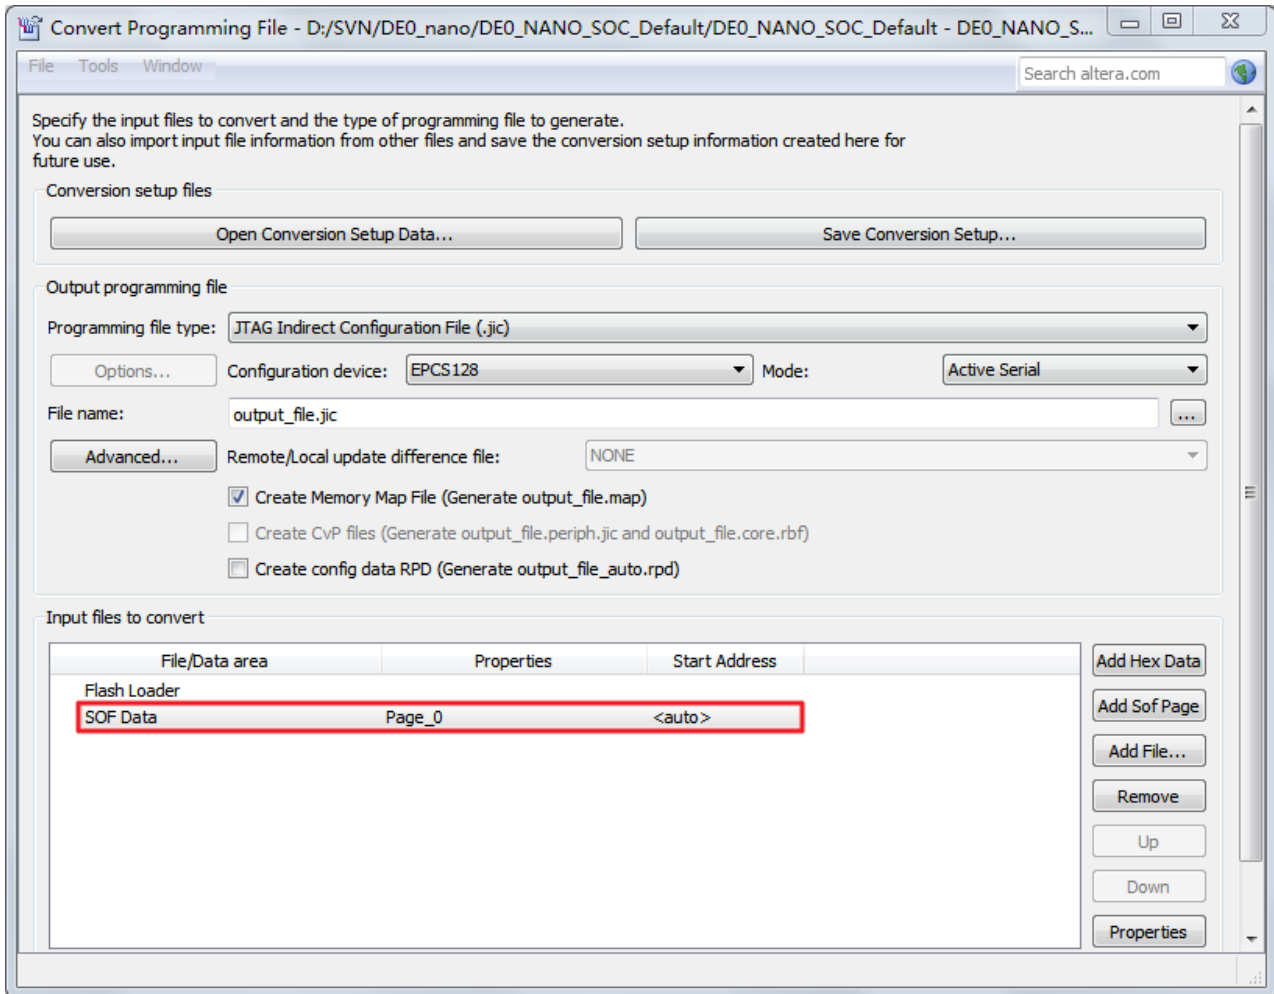 Convert Programming File - D:/SVN/DE0_nano/DE0_NANO_SOC_Default/DE0_NANO_SOC_Default - DE0_NANO_S...
File Tools Window
Search altera.com
Specify the input files to convert and the type of programming file to generate.
You can also import input file information from other files and save the conversion setup information created here for
future use.
Conversion setup files
Open Conversion Setup Data... Save Conversion Setup...
Output programming file
Programming file type: JTAG Indirect Configuration File (.jic)
Options... Configuration device: EPCS128 Mode: Active Serial
File name: output_file.jic ...
Advanced... Remote/Local update difference file: NONE
Create Memory Map File (Generate output_file.map)
Create CvP files (Generate output_file.periph.jic and output_file.core.rbf)
Create config data RPD (Generate output_file_auto.rpd)
Input files to convert
File/Data area Properties Start Address
Flash Loader
SOF Data Page_0 <auto>
Add Hex Data
Add Sof Page
Add File...
Remove
Up
Down
Properties